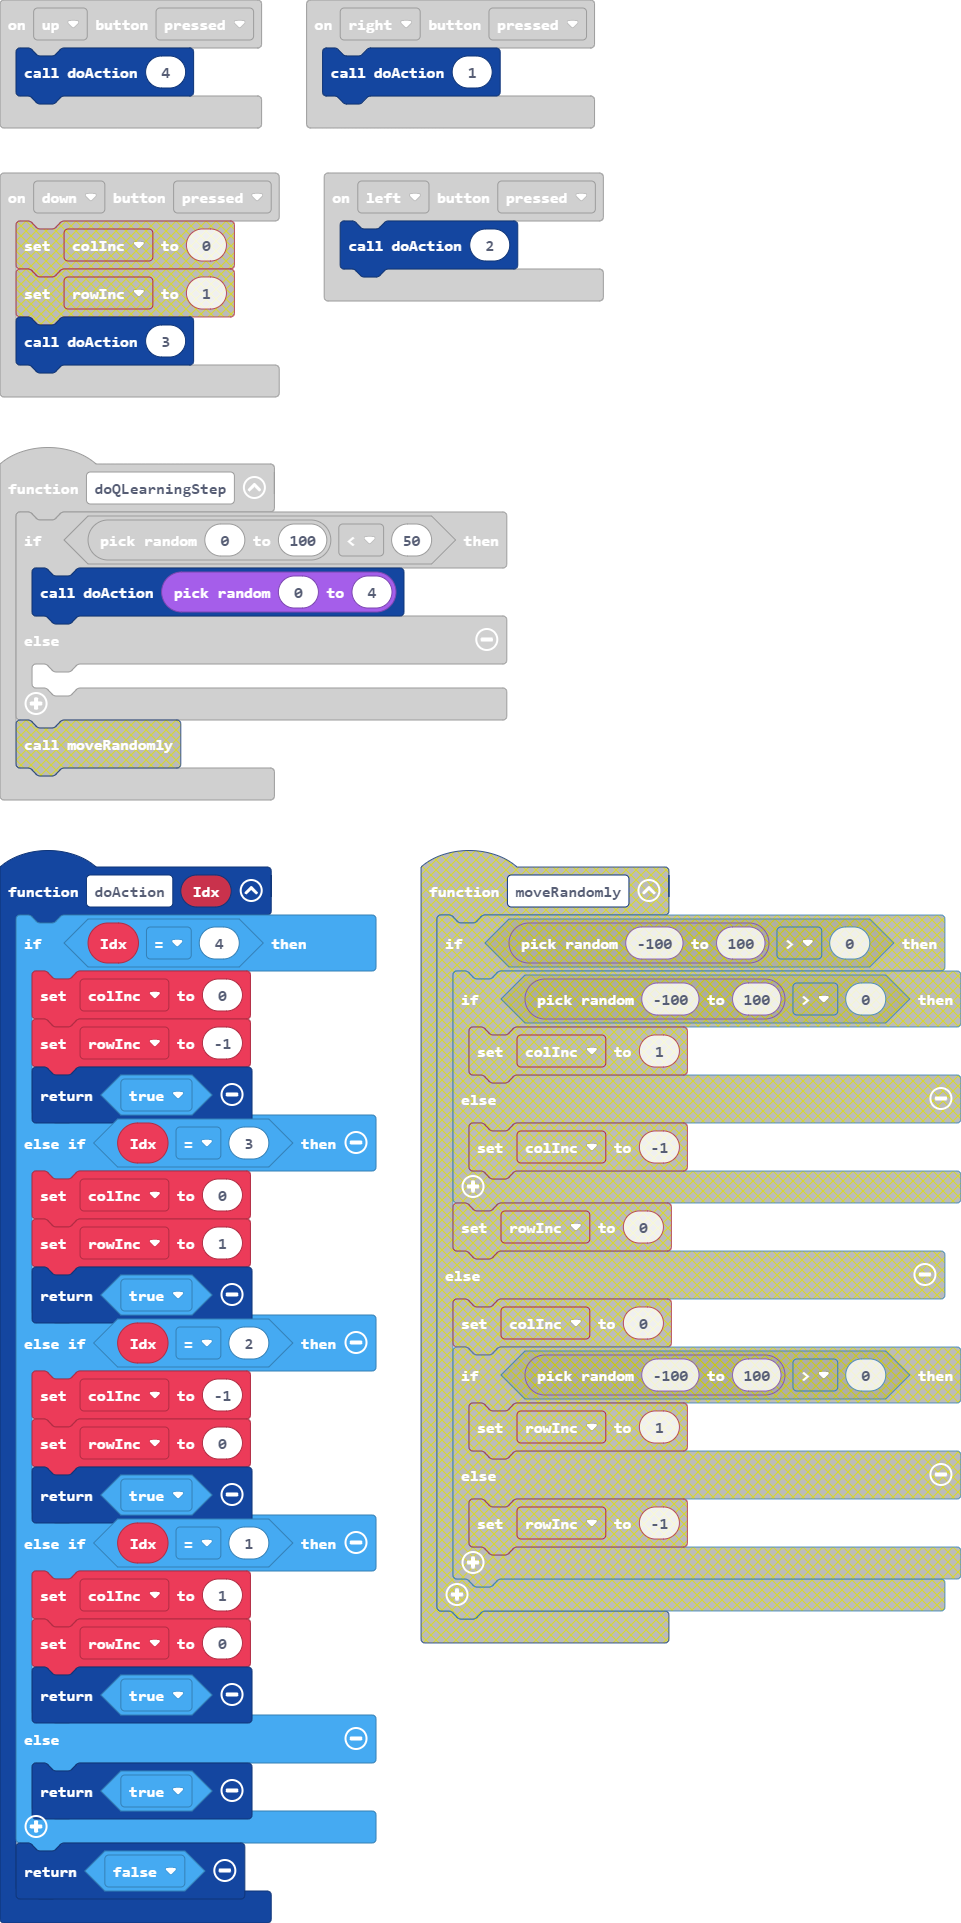 on up button pressed
call doAction 4
on right button pressed
call doAction 1
on down button pressed
set colInc to 0
set rowInc to 1
call doAction 3
on left button pressed
call doAction 2
function doQLearningStep
if pick random 0 to 100 < 50 then
call doAction pick random 0 to 4
else
call moveRandomly
function doAction Idx
if Idx = 4 then
set colInc to 0
set rowInc to -1
return true
else if Idx = 3 then
set colInc to 0
set rowInc to 1
return true
else if Idx = 2 then
set colInc to -1
set rowInc to 0
return true
else if Idx = 1 then
set colInc to 1
set rowInc to 0
return true
else
return true
return false
function moveRandomly
if pick random -100 to 100 > 0 then
if pick random -100 to 100 > 0 then
set colInc to 1
else
set colInc to -1
set rowInc to 0
else
set colInc to 0
if pick random -100 to 100 > 0 then
set rowInc to 1
else
set rowInc to -1